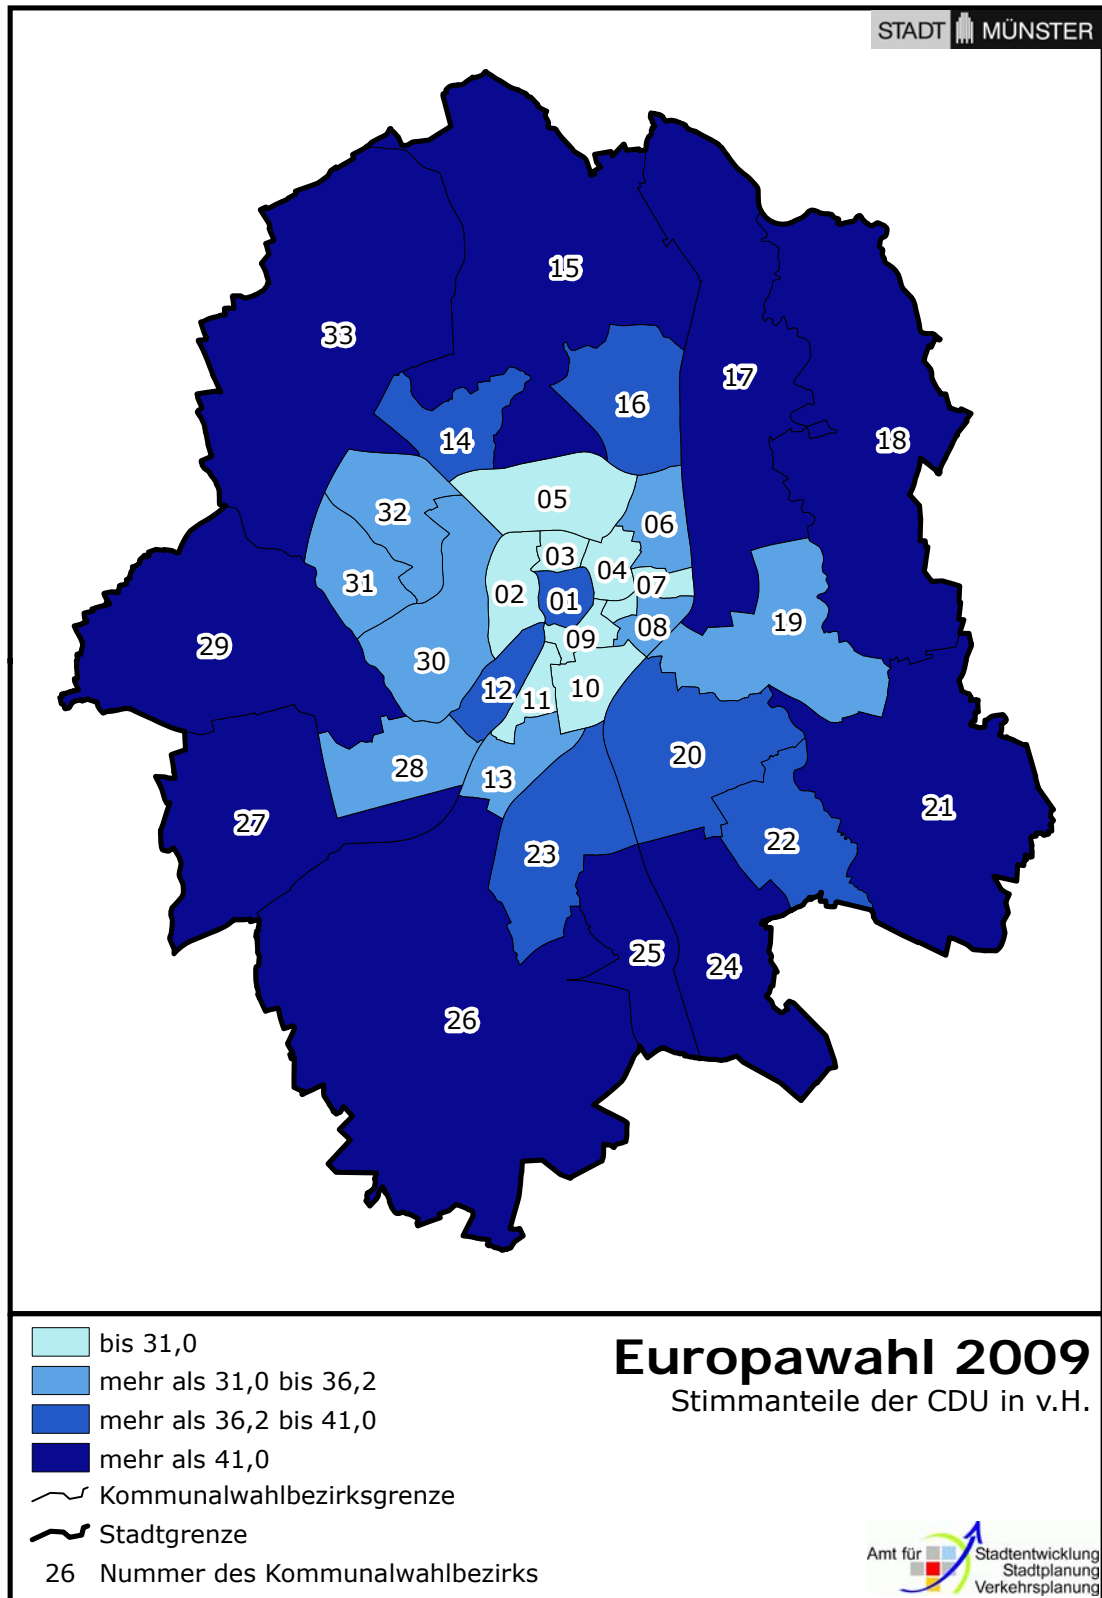 STADT MÜNSTER
15
33
17
16
14
18
05
32
06
03
04
31
07
02
01
19
08
09
29
30
12
10
11
20
28
13
21
27
22
23
25
24
26
bis 31,0
mehr als 31,0 bis 36,2
mehr als 36,2 bis 41,0
mehr als 41,0
Kommunalwahlbezirksgrenze
Stadtgrenze
26 Nummer des Kommunalwahlbezirks
Europawahl 2009
Stimmanteile der CDU in v.H.
Amt für Stadtentwicklung
Stadtplanung
Verkehrsplanung